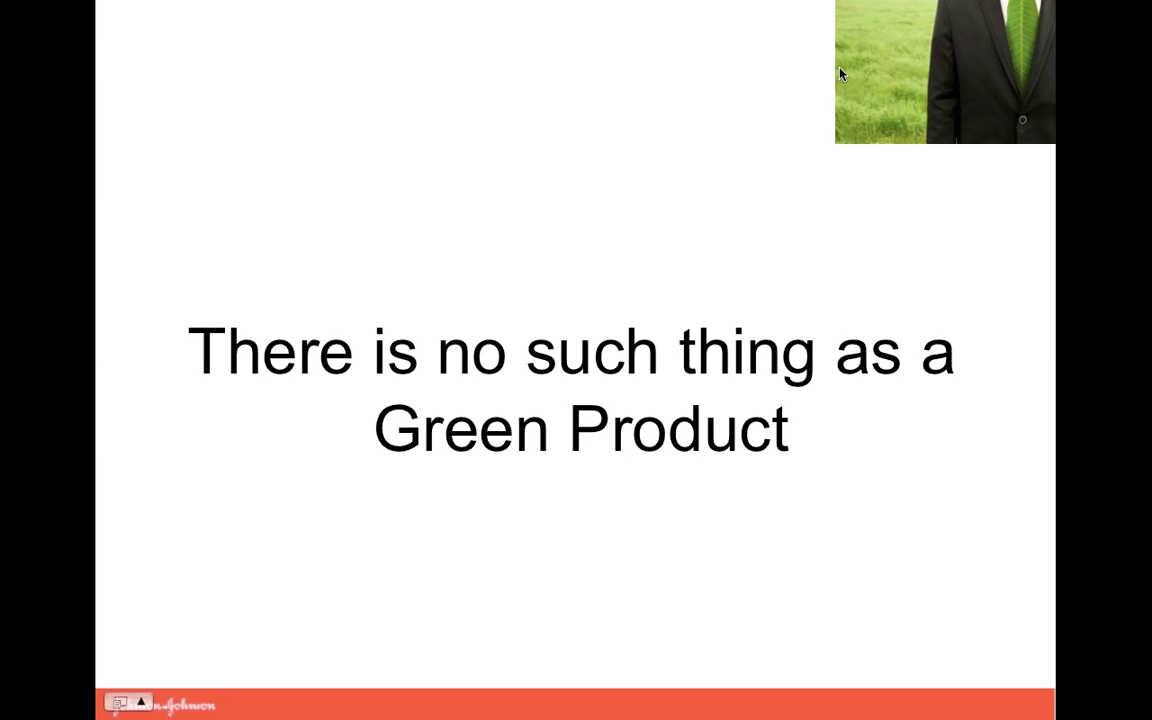 There is no such thing as a
Green Product